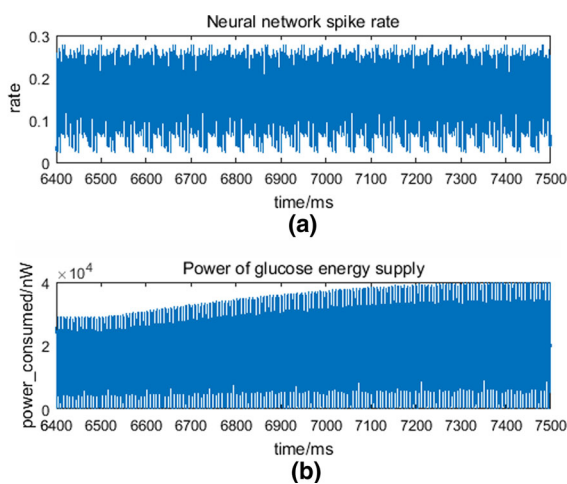 Neural network spike rate
0.3
0.2
0.1
0
rate
6400 6500 6600 6700 6800 6900 7000 7100 7200 7300 7400 7500
time/ms
(a)
× 10⁴
Power of glucose energy supply
4
2
0
power_consumed/nW
6400 6500 6600 6700 6800 6900 7000 7100 7200 7300 7400 7500
time/ms
(b)